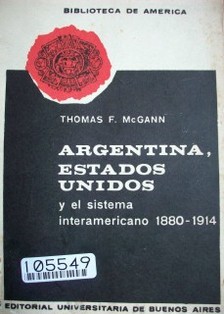 BIBLIOTECA DE AMERICA
THOMAS F. McGANN
ARGENTINA,
ESTADOS
UNIDOS
y el sistema
interamericano 1880-1914
105549
EDITORIAL UNIVERSITARIA DE BUENOS AIRES